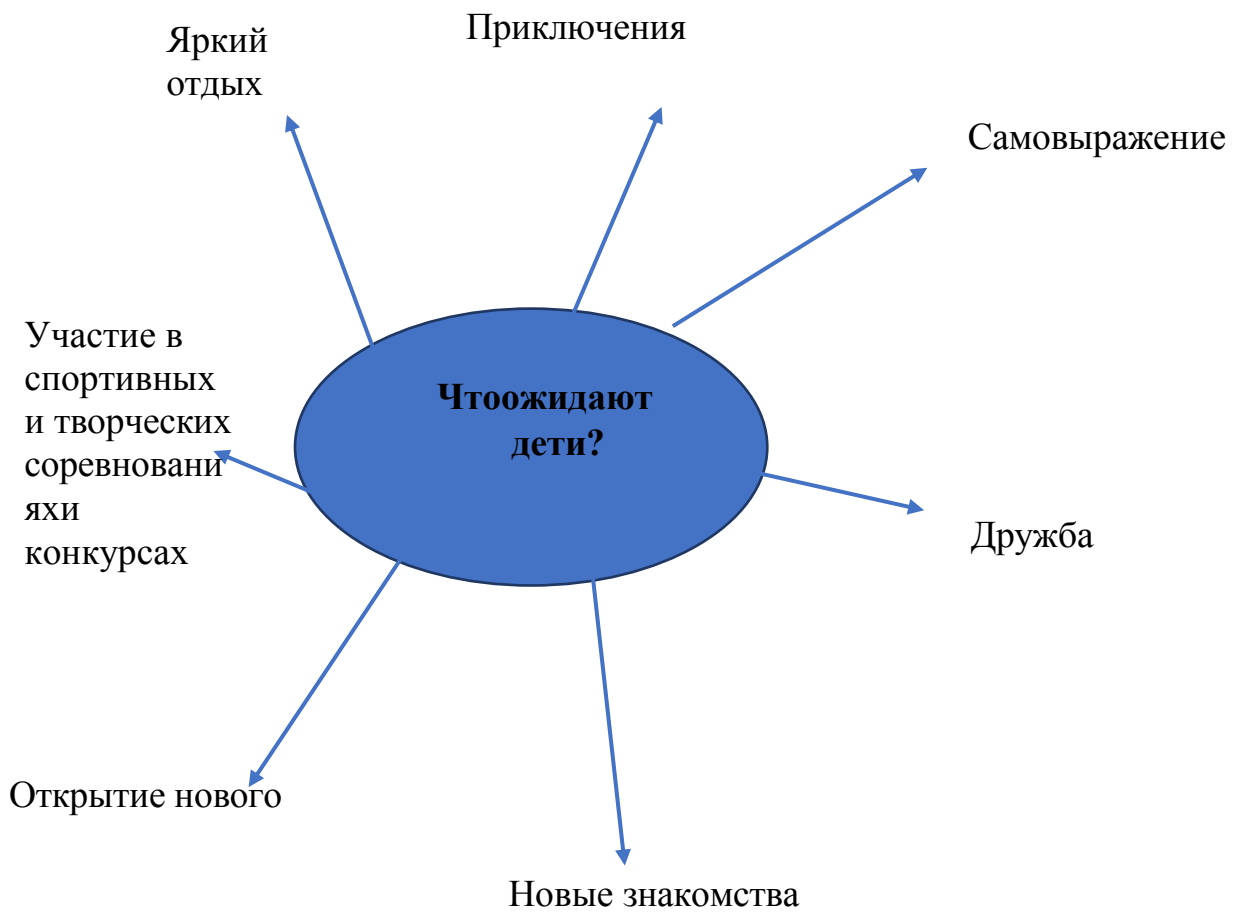 Приключения
Яркий
отдых
Самовыражение
Участие в
спортивных
и творческих
соревновани
яхи
конкурсах
Чтоожидают
дети?
Дружба
Открытие нового
Новые знакомства